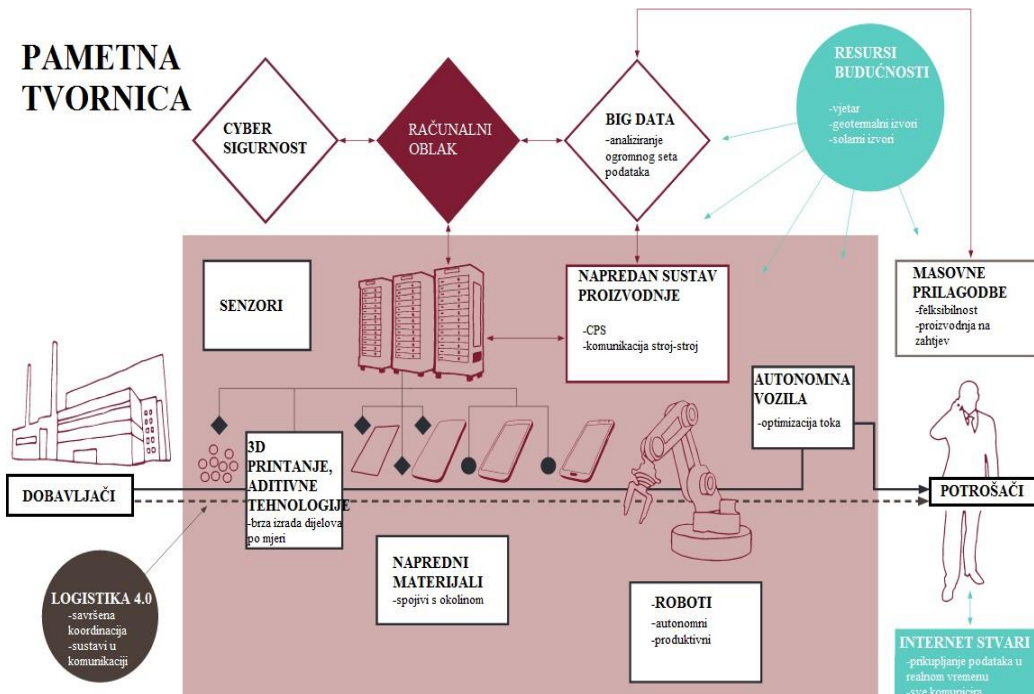 PAMETNA
TVORNICA
CYBER
SIGURNOST
RAČUNALNI
OBLAK
BIG DATA
-analiziranje
ogromnog seta
podataka
RESURSI
BUDUĆNOSTI
-vjetar
-geotermalni izvori
-solarni izvori
SENZORI
NAPREDAN SUSTAV
PROIZVODNJE
-CPS
-komunikacija stroj-stroj
MASOVNE
PRILAGODBE
-felksibilnost
-proizvodnja na
zahtjev
AUTONOMNA
VOZILA
-optimizacija toka
DOBAVLJAČI
3D
PRINTANJE,
ADITIVNE
TEHNOLOGIJE
-brza izrada dijelova
po mjeri
POTROŠAČI
LOGISTIKA 4.0
-savršena
koordinacija
-sustavi u
komunikaciji
NAPREDNI
MATERIJALI
-spojivi s okolinom
-ROBOTI
-autonomni
-produktivni
INTERNET STVARI
-prikupljanje podataka u
realnom vremenu
-sve komunicira